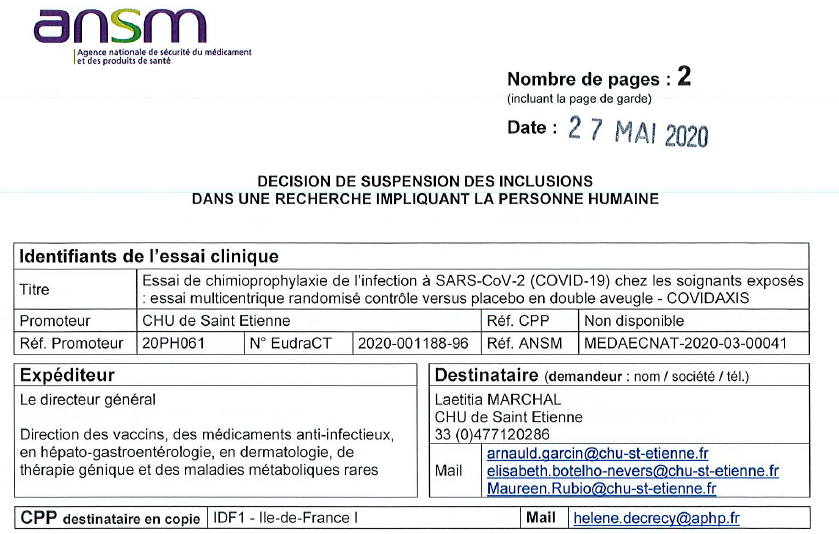 ansm
Agence nationale de sécurité du médicament
et des produits de santé
Nombre de pages : 2
(incluant la page de garde)
Date : 27 MAI 2020
DECISION DE SUSPENSION DES INCLUSIONS
DANS UNE RECHERCHE IMPLIQUANT LA PERSONNE HUMAINE
Identifiants de l'essai clinique
Titre
Essai de chimioprophylaxie de l'infection à SARS-CoV-2 (COVID-19) chez les soignants exposés
: essai multicentrique randomisé contrôle versus placebo en double aveugle - COVIDAXIS
Promoteur CHU de Saint Etienne Réf. CPP Non disponible
Réf. Promoteur 20PH061 N° EudraCT 2020-001188-96 Réf. ANSM MEDAECNAT-2020-03-00041
Expéditeur
Le directeur général
Direction des vaccins, des médicaments anti-infectieux,
en hépato-gastroentérologie, en dermatologie, de
thérapie génique et des maladies métaboliques rares
Destinataire (demandeur : nom / société / tél.)
Laetitia MARCHAL
CHU de Saint Etienne
33 (0)477120286
Mail
arnauld.garcin@chu-st-etienne.fr
elisabeth.botelho-nevers@chu-st-etienne.fr
Maureen.Rubio@chu-st-etienne.fr
CPP destinataire en copie IDF1 - Ile-de-France I Mail helene.decrecy@aphp.fr